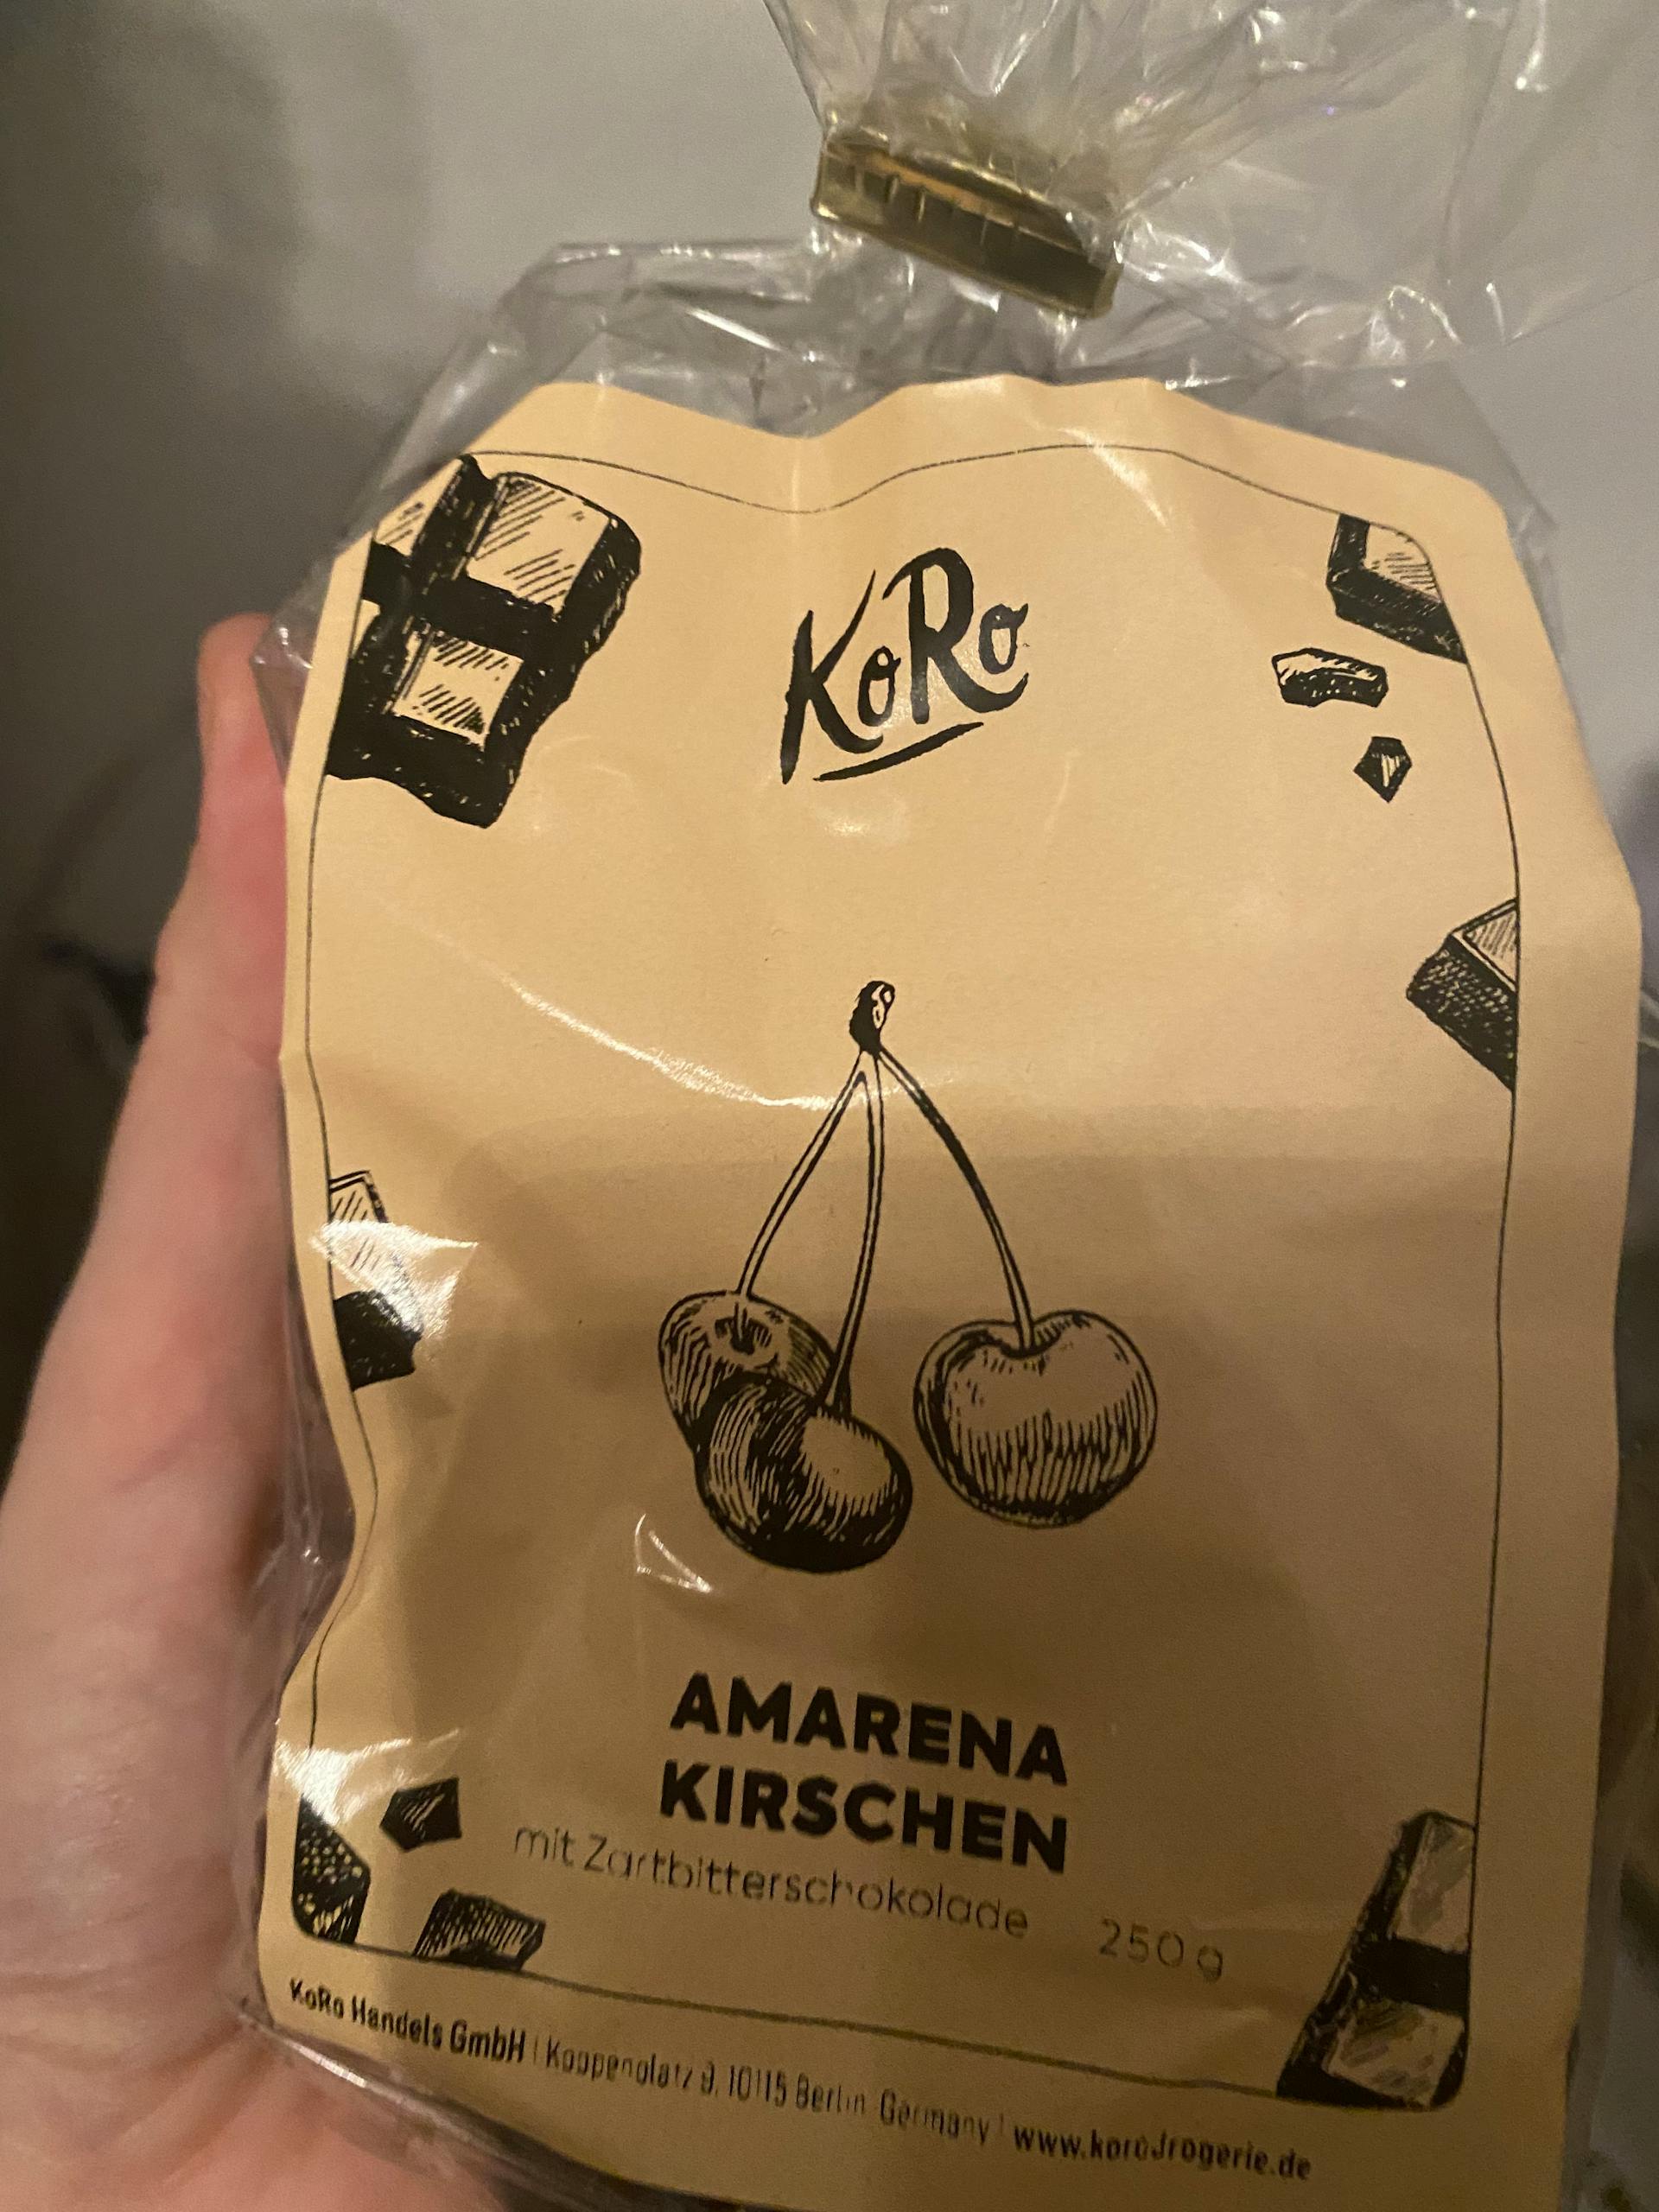 KoRo
AMARENA
KIRSCHEN
mit Zartbitterschokolade 250 g
KoRo Handels GmbH | Koppenplatz 9, 10115 Berlin Germany | www.korodrogerie.de